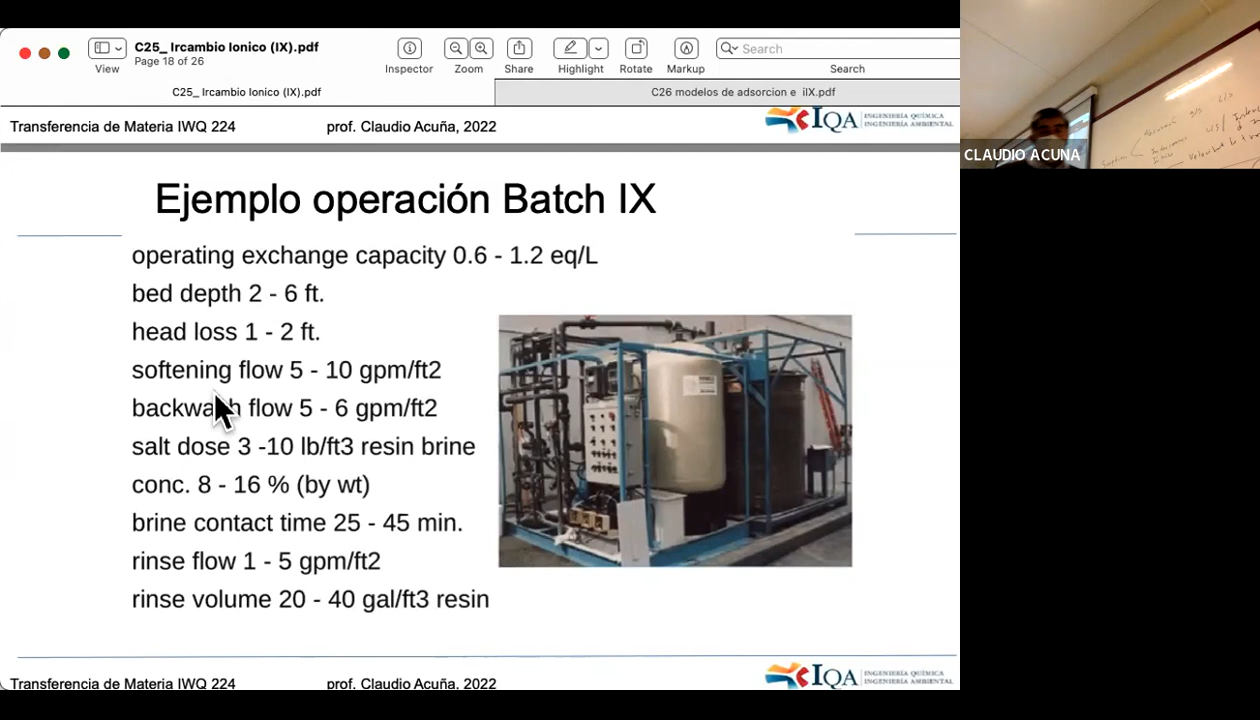 C25_ Ircambio Ionico (IX).pdf
Page 18 of 26
View
Inspector
Zoom
Share
Highlight
Rotate
Markup
Search
Search
C25_ Ircambio Ionico (IX).pdf
C26 modelos de adsorcion e iIX.pdf
Transferencia de Materia IWQ 224
prof. Claudio Acuña, 2022
IQA INGENIERÍA QUÍMICA
INGENIERÍA AMBIENTAL
CLAUDIO ACUNA
Ejemplo operación Batch IX
operating exchange capacity 0.6 - 1.2 eq/L
bed depth 2 - 6 ft.
head loss 1 - 2 ft.
softening flow 5 - 10 gpm/ft2
backwash flow 5 - 6 gpm/ft2
salt dose 3 -10 lb/ft3 resin brine
conc. 8 - 16 % (by wt)
brine contact time 25 - 45 min.
rinse flow 1 - 5 gpm/ft2
rinse volume 20 - 40 gal/ft3 resin
Transferencia de Materia IWQ 224
prof. Claudio Acuña, 2022
IQA INGENIERÍA QUÍMICA
INGENIERÍA AMBIENTAL